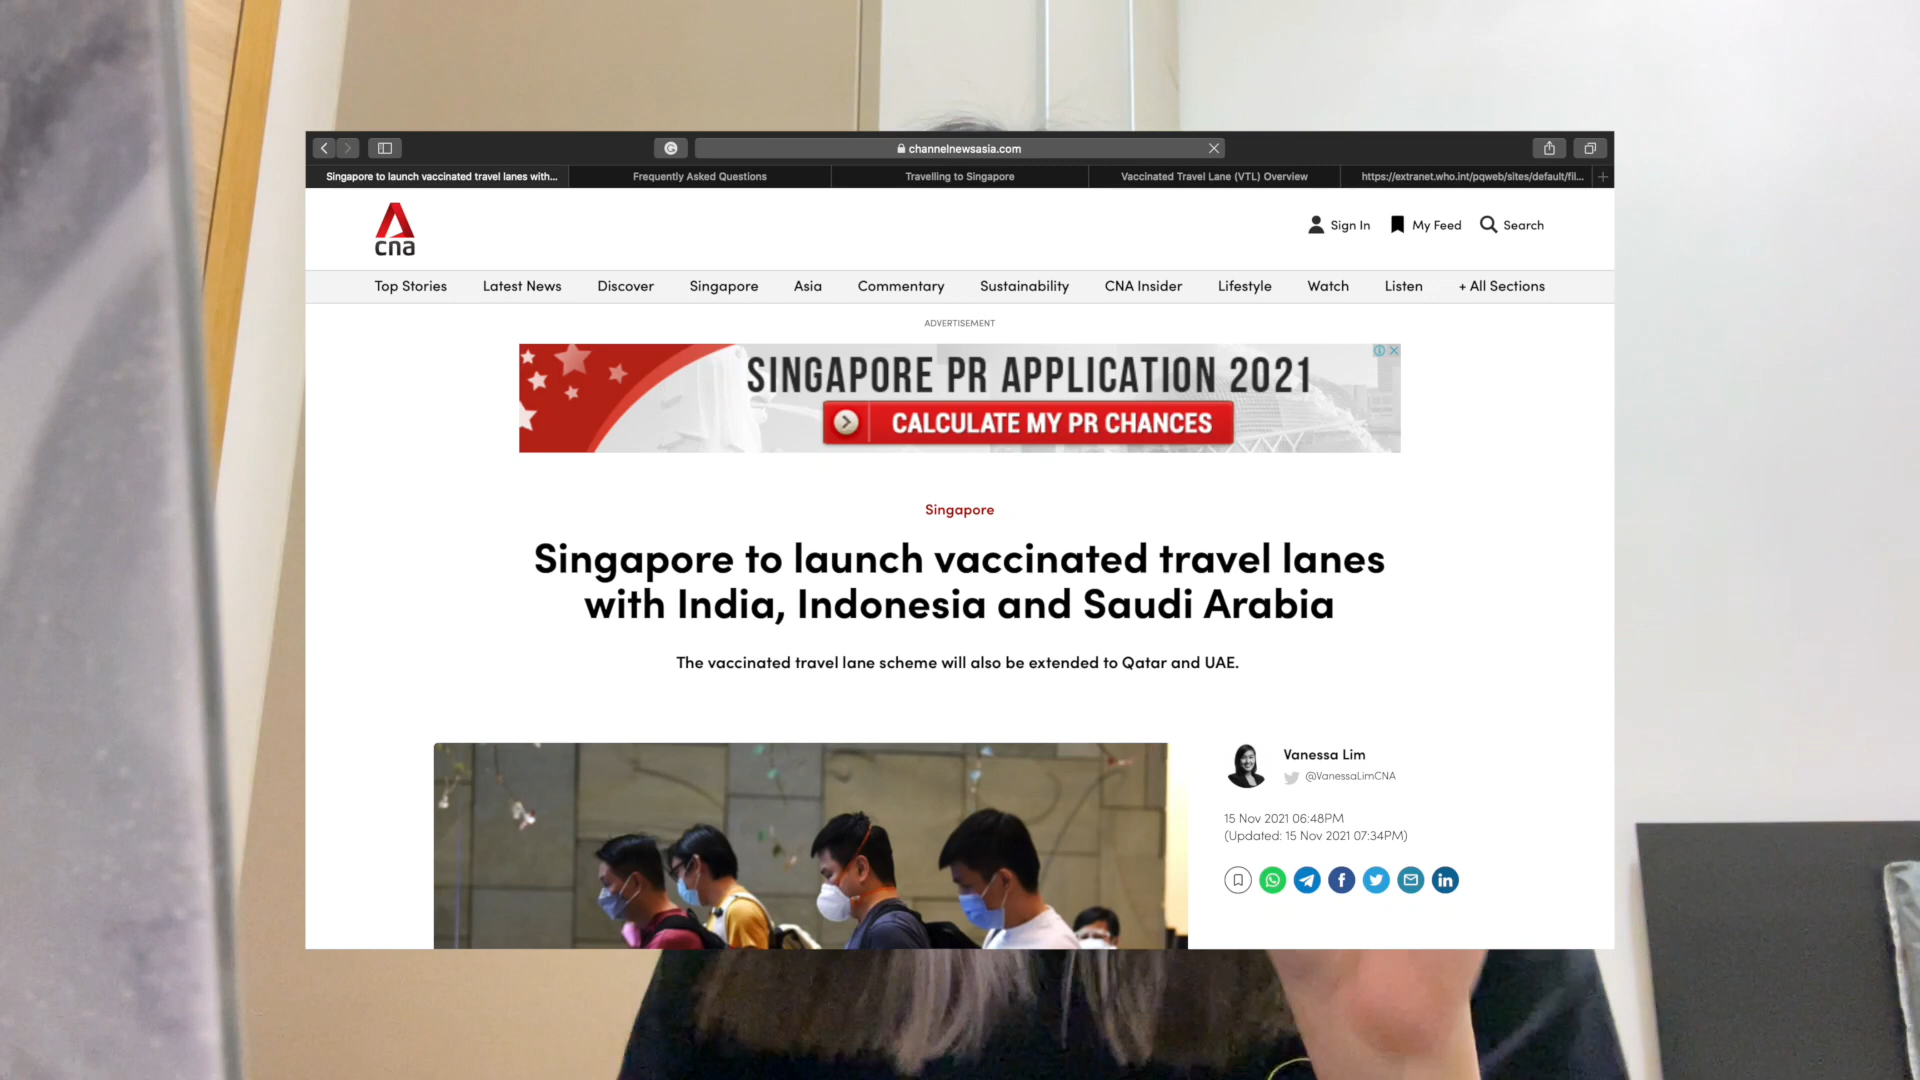 channelnewsasia.com
Singapore to launch vaccinated travel lanes with...
Frequently Asked Questions
Travelling to Singapore
Vaccinated Travel Lane (VTL) Overview
https://extranet.who.int/pqweb/sites/default/fil...
cna
Sign In
My Feed
Search
Top Stories
Latest News
Discover
Singapore
Asia
Commentary
Sustainability
CNA Insider
Lifestyle
Watch
Listen
+ All Sections
ADVERTISEMENT
SINGAPORE PR APPLICATION 2021
CALCULATE MY PR CHANCES
Singapore
Singapore to launch vaccinated travel lanes
with India, Indonesia and Saudi Arabia
The vaccinated travel lane scheme will also be extended to Qatar and UAE.
Vanessa Lim
@VanessaLimCNA
15 Nov 2021 06:48PM
(Updated: 15 Nov 2021 07:34PM)